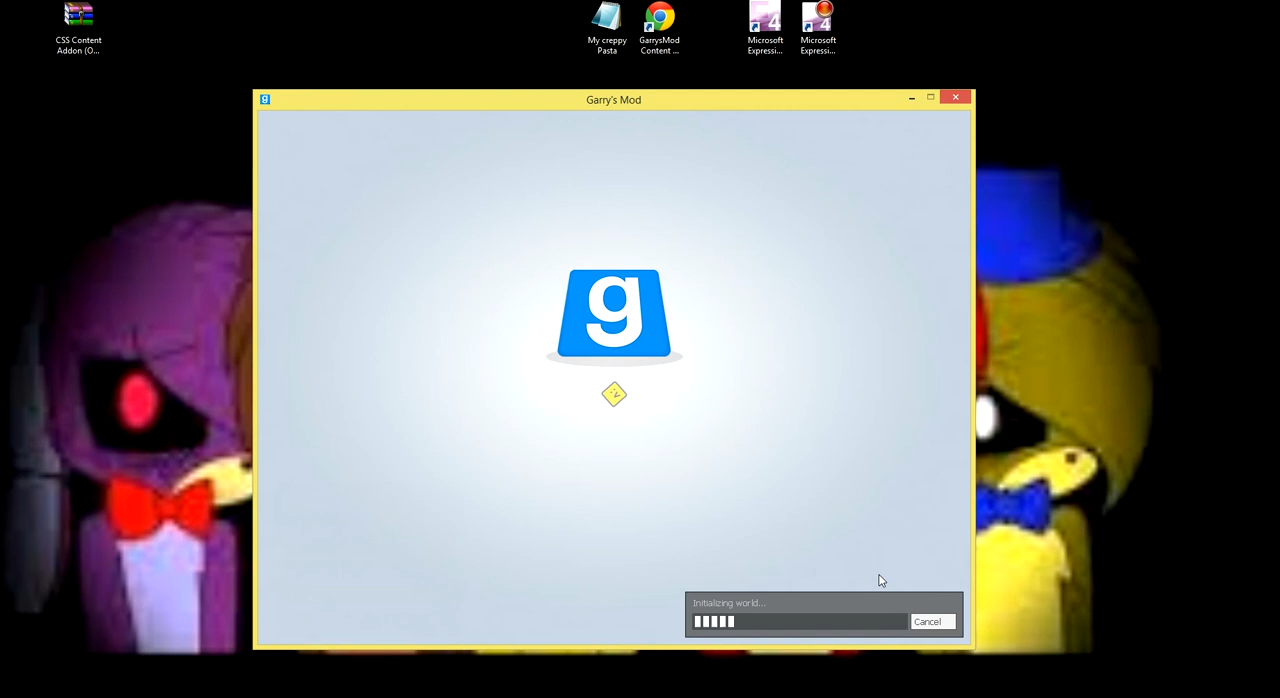 CSS Content
Addon (O...
My creppy
Pasta
GarrysMod
Content ...
Microsoft
Expressi...
Microsoft
Expressi...
Garry's Mod
g
Initializing world...
Cancel